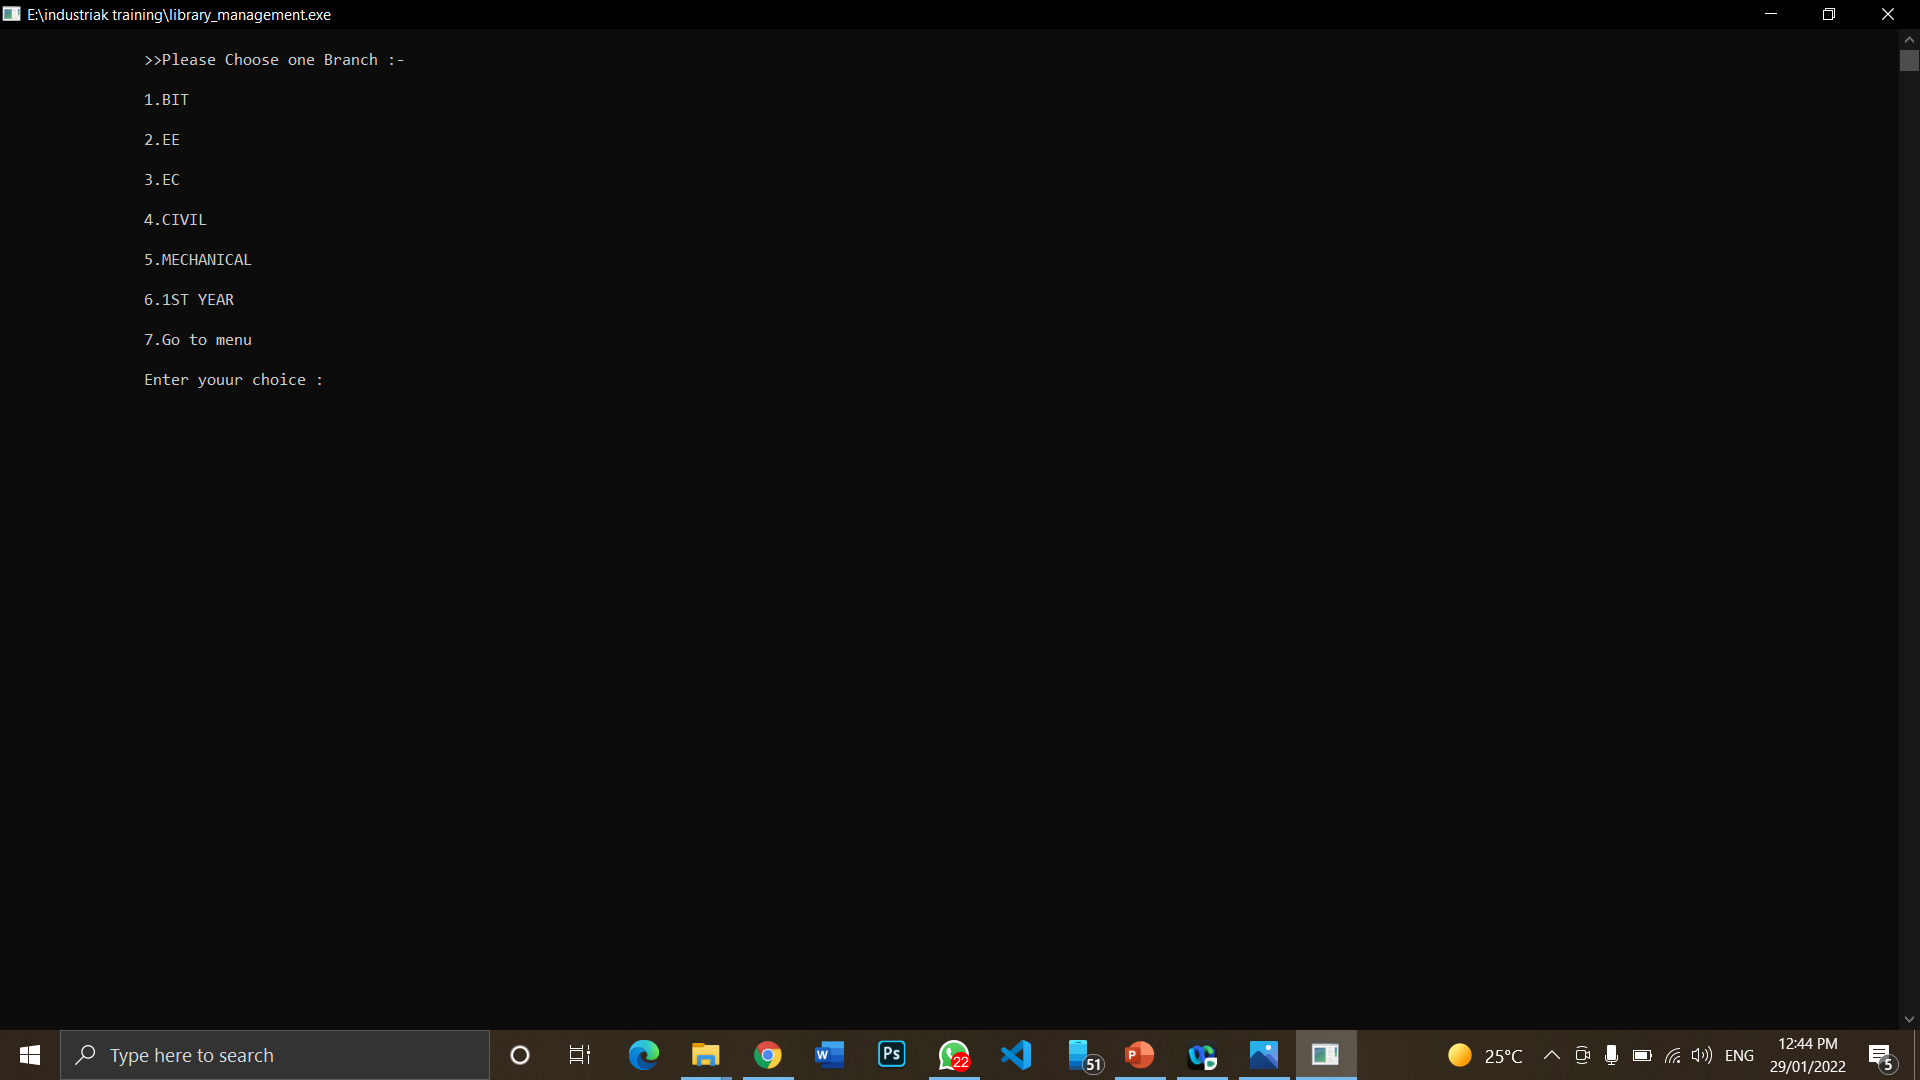 E:\industriak training\library_management.exe
>>Please Choose one Branch :-
1.BIT
2.EE
3.EC
4.CIVIL
5.MECHANICAL
6.1ST YEAR
7.Go to menu
Enter youur choice :
Type here to search
W
Ps
22
51
P
25°C
ENG
12:44 PM
29/01/2022
5